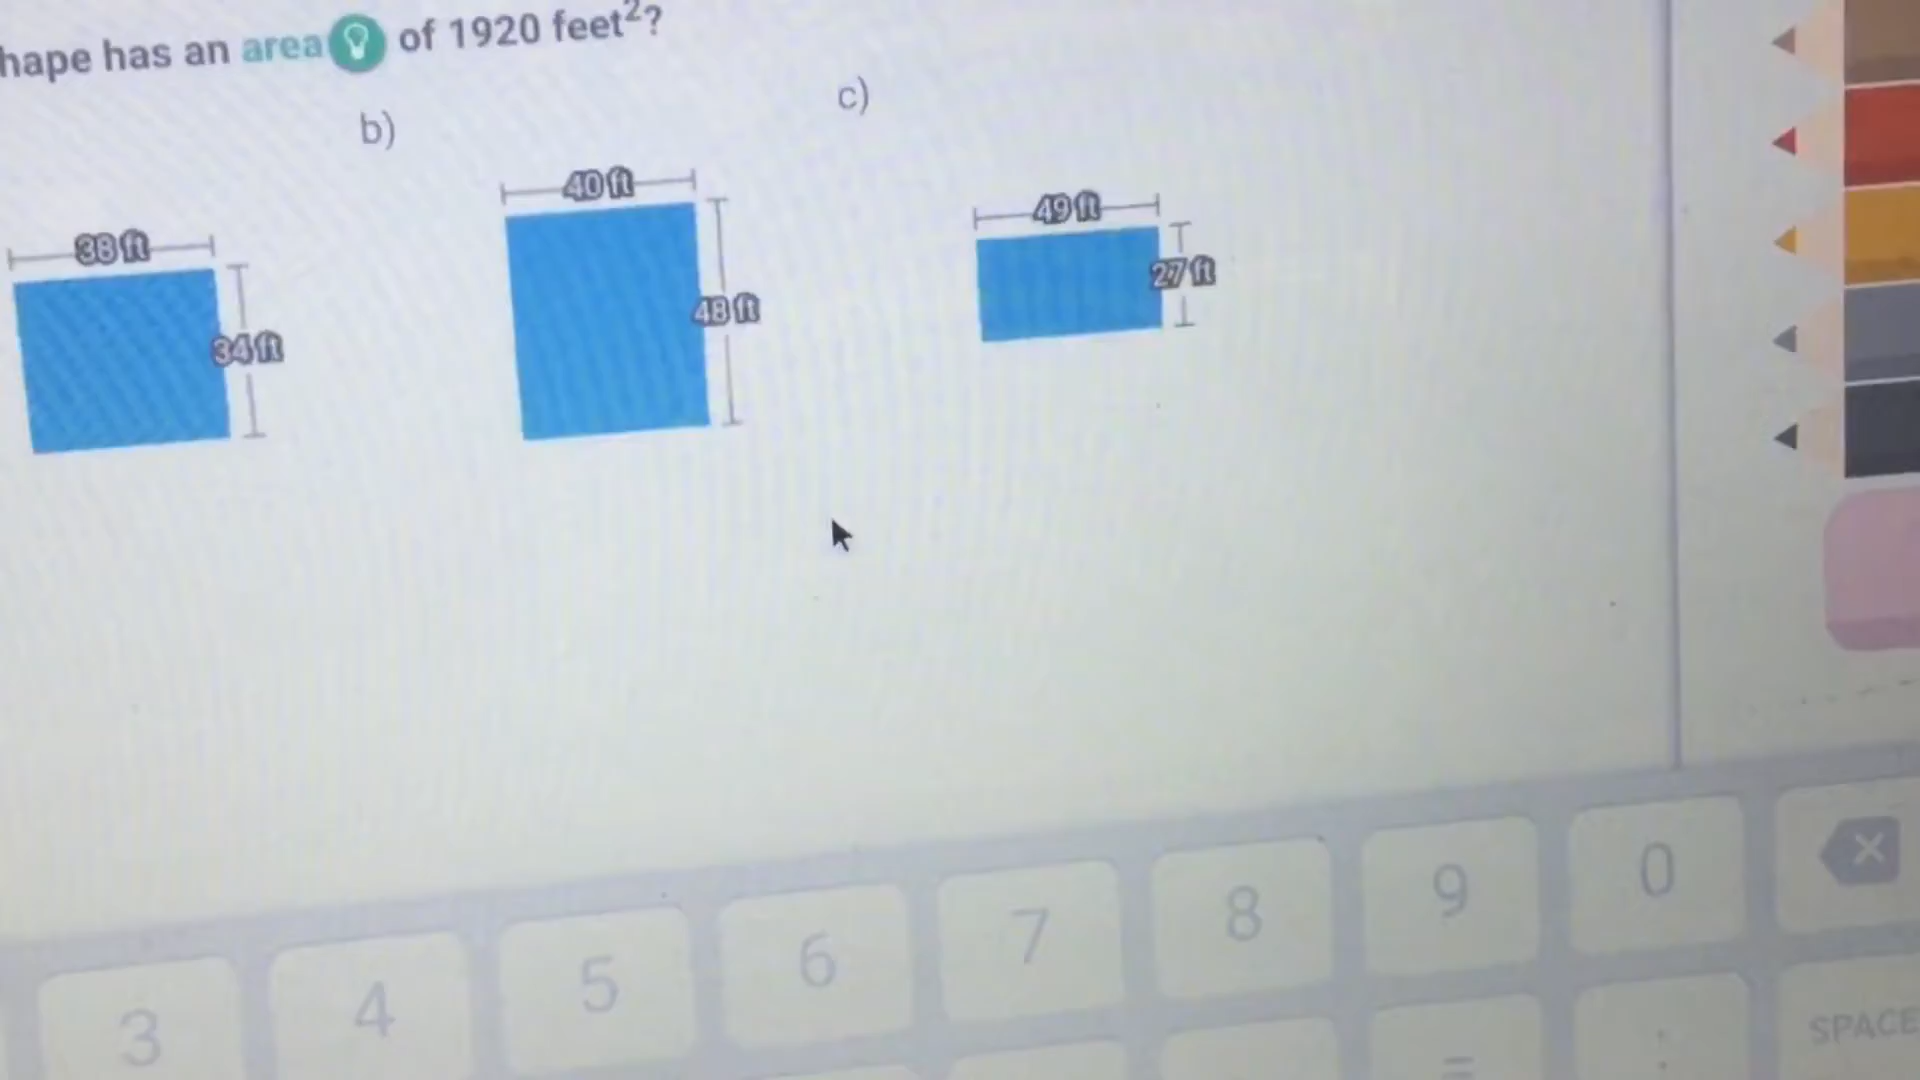 hape has an area of 1920 feet²?
b)
c)
38 ft
34 ft
40 ft
48 ft
49 ft
27 ft
3 4 5 6 7 8 9 0
= : SPACE